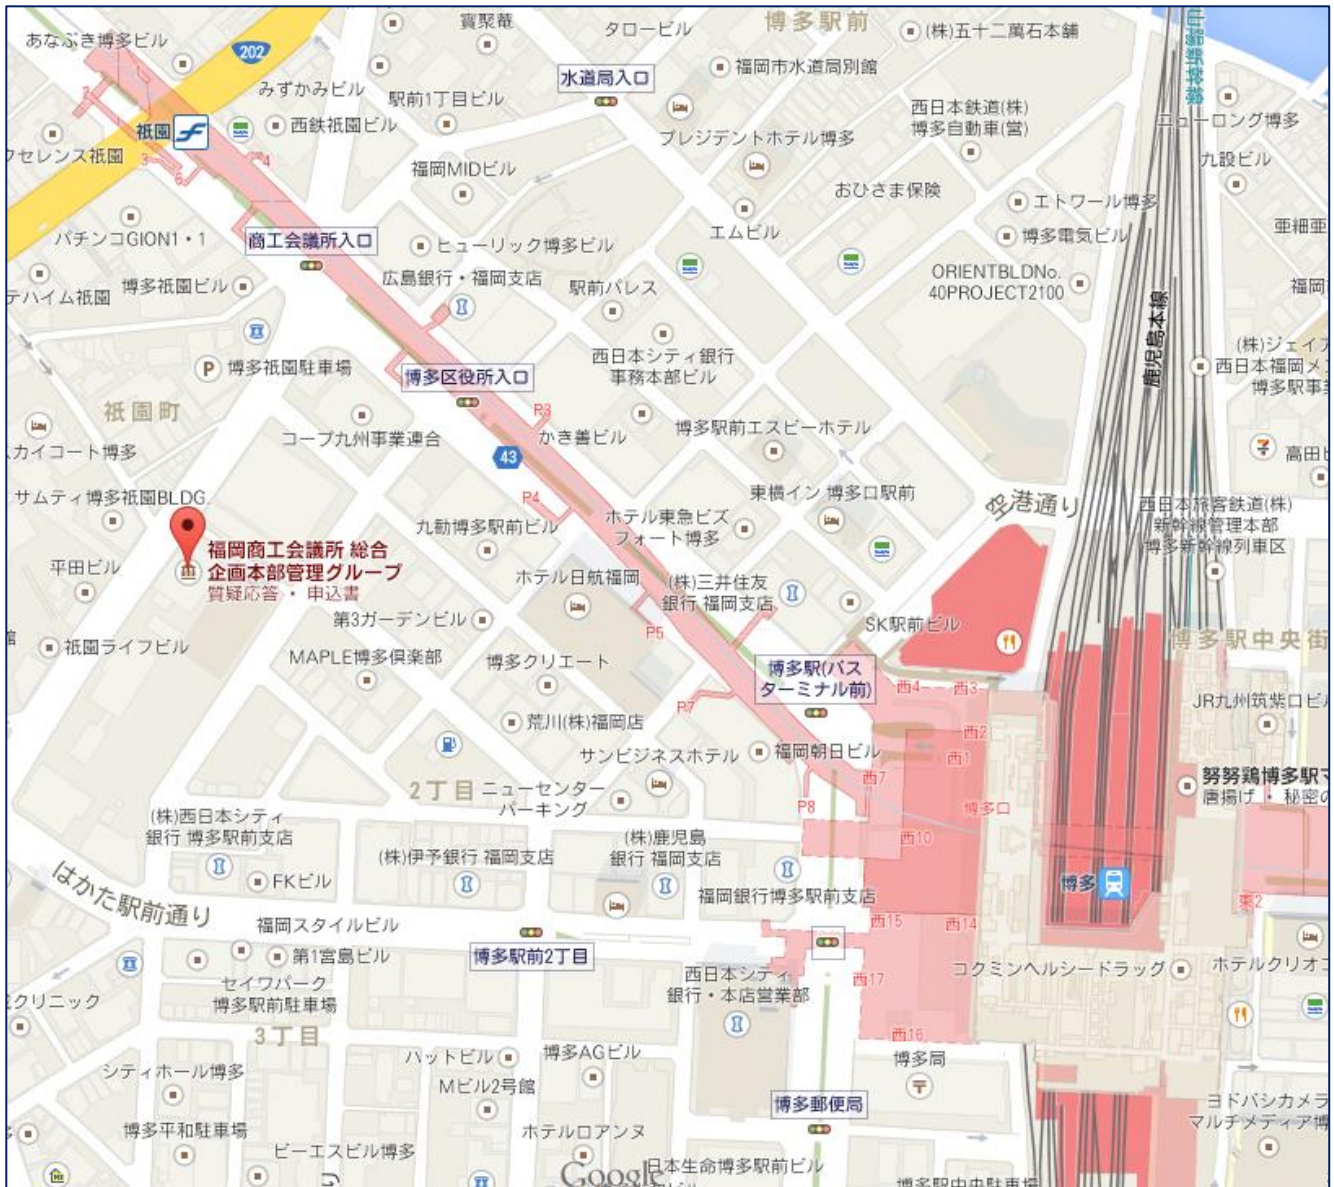 寳聚菴
タロービル
博多駅前
(株)五十二萬石本舗
山陽新幹線
あなぶき博多ビル
202
水道局入口
福岡市水道局別館
みずかみビル
駅前1丁目ビル
西日本鉄道(株)
博多自動車(営)
ニューロング博多
祇園
西鉄祇園ビル
プレジデントホテル博多
2
クセレンス祇園
3
4
6
福岡MIDビル
九設ビル
おひさま保険
エトワール博多
パチンコGION1・1
商工会議所入口
ヒューリック博多ビル
エムビル
博多電気ビル
亜細亜
テハイム祇園
博多祇園ビル
広島銀行・福岡支店
駅前パレス
ORIENTBLDNo.
40PROJECT2100
福岡
鹿児島本線
西日本シティ銀行
事務本部ビル
(株)ジェイア
西日本福岡メン
博多駅事業
P
博多祇園駐車場
博多区役所入口
祇園町
P3
コープ九州事業連合
かき善ビル
博多駅前エスビーホテル
スカイコート博多
43
高田ビ
サムティ博多祇園BLDG.
P4
東横イン 博多口駅前
空港通り
西日本旅客鉄道(株)
新幹線管理本部
博多新幹線列車区
九勧博多駅前ビル
ホテル東急ビズ
フォート博多
福岡商工会議所 総合
企画本部管理グループ
質疑応答 ・ 申込書
平田ビル
ホテル日航福岡
(株)三井住友
銀行 福岡支店
第3ガーデンビル
SK駅前ビル
P5
祇園ライフビル
MAPLE博多倶楽部
博多クリエート
博多駅(バス
ターミナル前)
博多駅中央街
西4
西3
P7
JR九州筑紫口ビル
荒川(株)福岡店
西2
サンビジネスホテル
福岡朝日ビル
西1
西7
努努鶏博多駅マ
唐揚げ ・ 秘密の
2丁目
ニューセンター
パーキング
P8
博多口
(株)西日本シティ
銀行 博多駅前支店
(株)鹿児島
銀行 福岡支店
西10
(株)伊予銀行 福岡支店
FKビル
福岡銀行博多駅前支店
博多
東2
はかた駅前通り
福岡スタイルビル
西15
西14
第1宮島ビル
博多駅前2丁目
セイワパーク
博多駅前駐車場
西日本シティ
銀行・本店営業部
西17
コクミンヘルシードラッグ
ホテルクリオコ
クリニック
3丁目
西16
ハットビル
博多AGビル
博多局
シティホール博多
Mビル2号館
博多郵便局
ヨドバシカメラ
マルチメディア博
博多平和駐車場
ホテルロアンヌ
ピーエスビル博多
Google
日本生命博多駅前ビル
博多駅中央駐車場